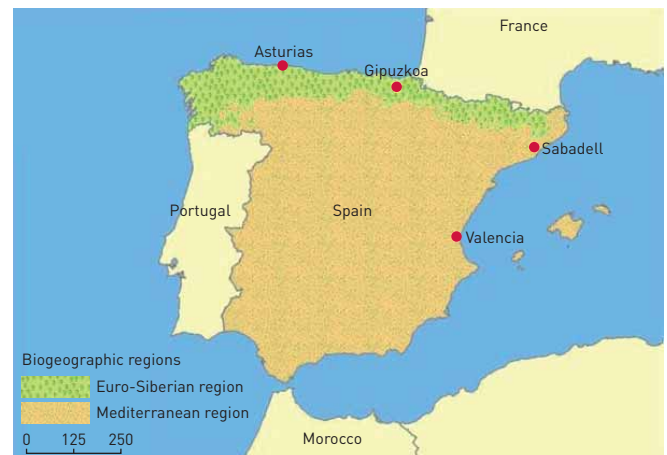 France
Asturias
Gipuzkoa
Sabadell
Portugal
Spain
Valencia
Biogeographic regions
Euro-Siberian region
Mediterranean region
0 125 250
Morocco